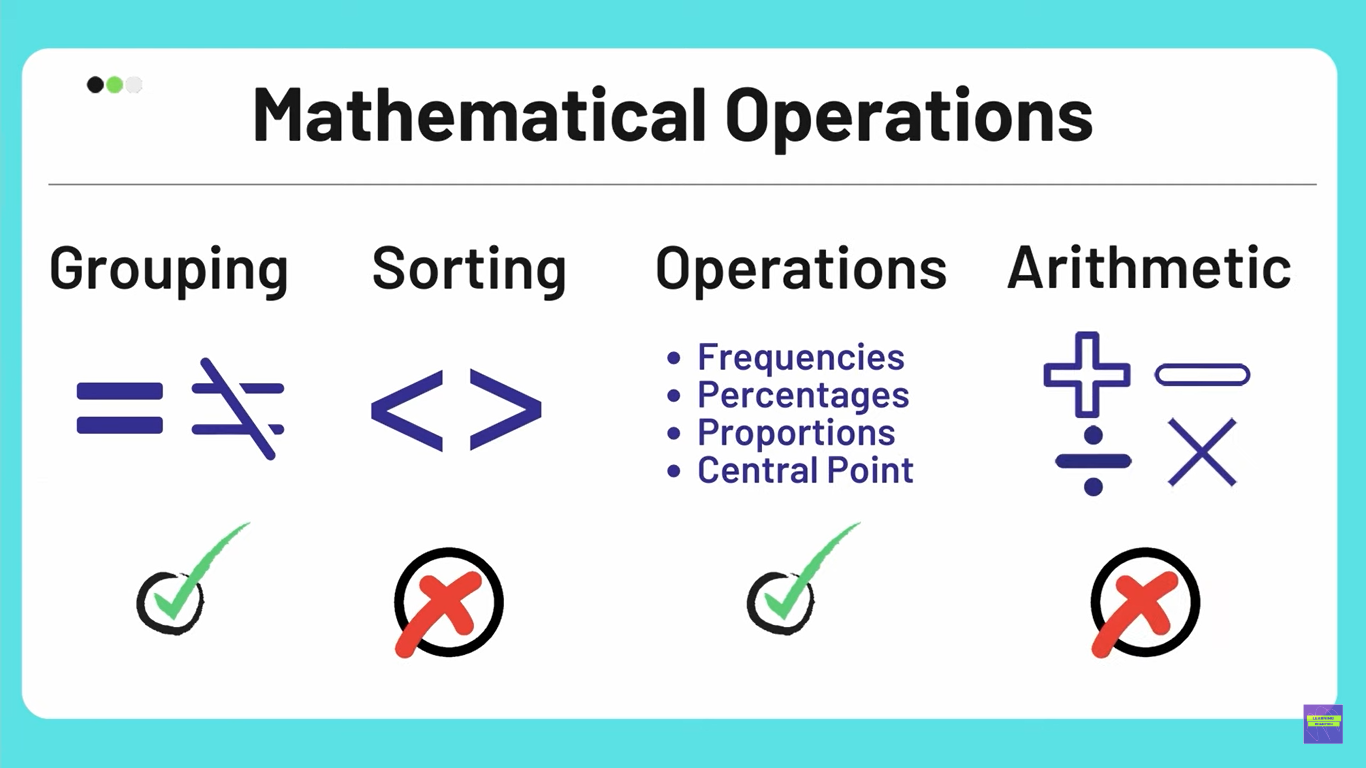 Mathematical Operations
Grouping
Sorting
Operations
Arithmetic
= ≠
< >
• Frequencies
• Percentages
• Proportions
• Central Point
+ −
÷ ×